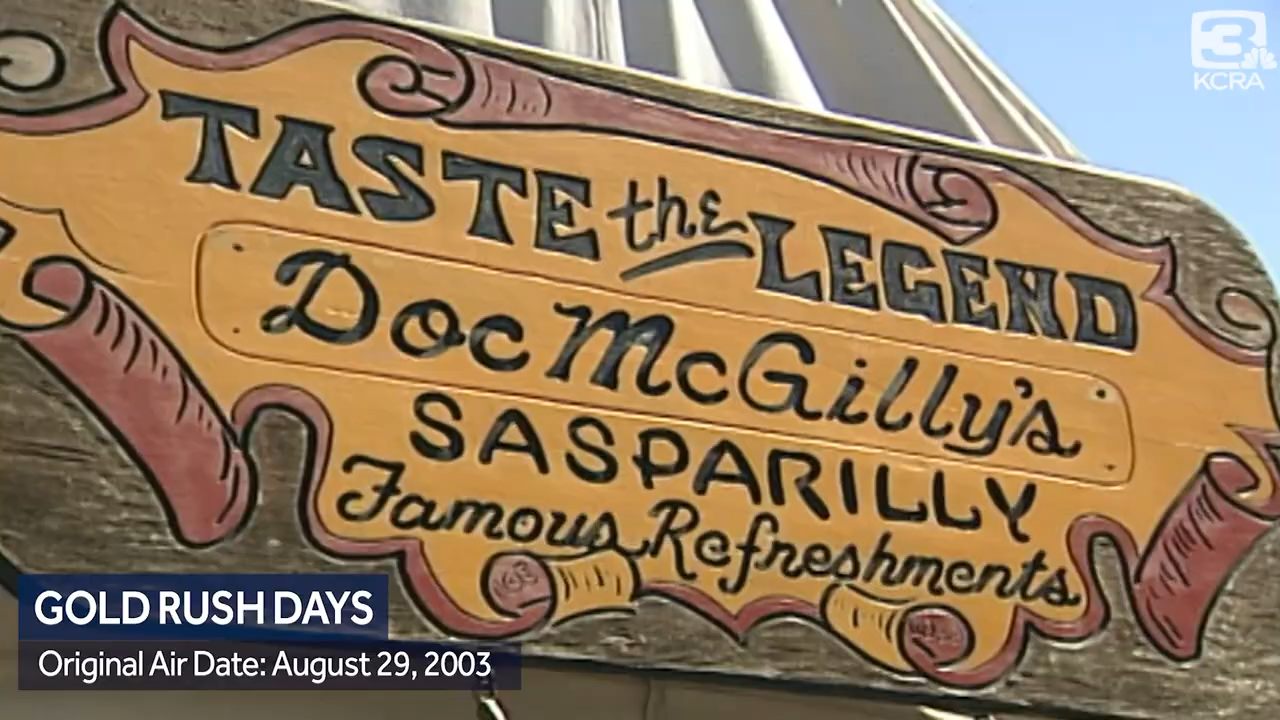 3
KCRA
TASTE the LEGEND
Doc McGilly's
SASPARILLY
Famous Refreshments
GOLD RUSH DAYS
Original Air Date: August 29, 2003